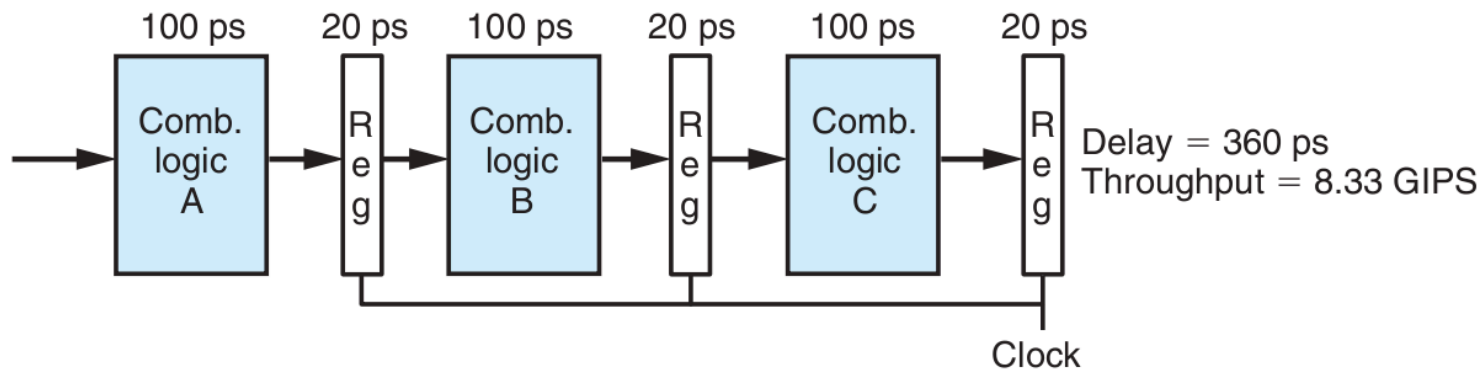 100 ps
20 ps
100 ps
20 ps
100 ps
20 ps
Comb.
logic
A
R
e
g
Comb.
logic
B
R
e
g
Comb.
logic
C
R
e
g
Delay = 360 ps
Throughput = 8.33 GIPS
Clock